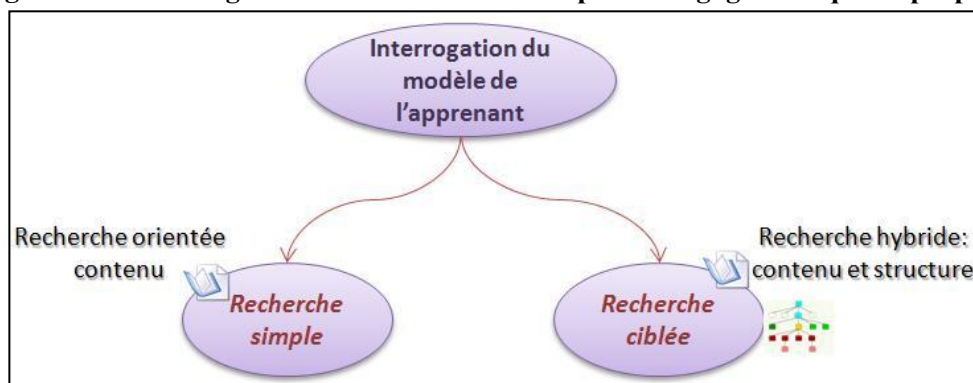 Interrogation du
modèle de
l'apprenant
Recherche orientée
contenu
Recherche hybride:
contenu et structure
Recherche
simple
Recherche
ciblée